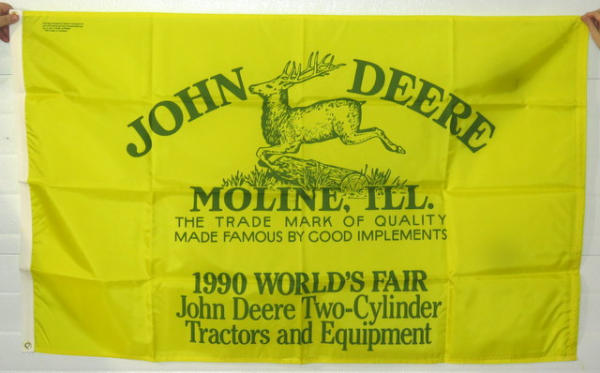 JOHN DEERE
MOLINE, ILL.
THE TRADE MARK OF QUALITY
MADE FAMOUS BY GOOD IMPLEMENTS
1990 WORLD'S FAIR
John Deere Two-Cylinder
Tractors and Equipment